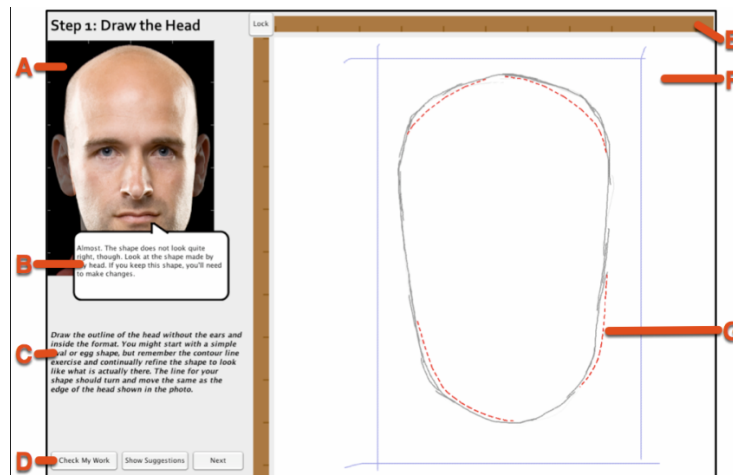 Step 1: Draw the Head
Lock
E
A
F
Almost. The shape does not look quite
right, though. Look at the shape made by
head. If you keep this shape, you'll need
to make changes.
B
Draw the outline of the head without the ears and
inside the format. You might start with a simple
or egg shape, but remember the contour line
exercise and continually refine the shape to look
like what is actually there. The line for your
shape should turn and move the same as the
edge of the head shown in the photo.
C
G
D
Check My Work
Show Suggestions
Next